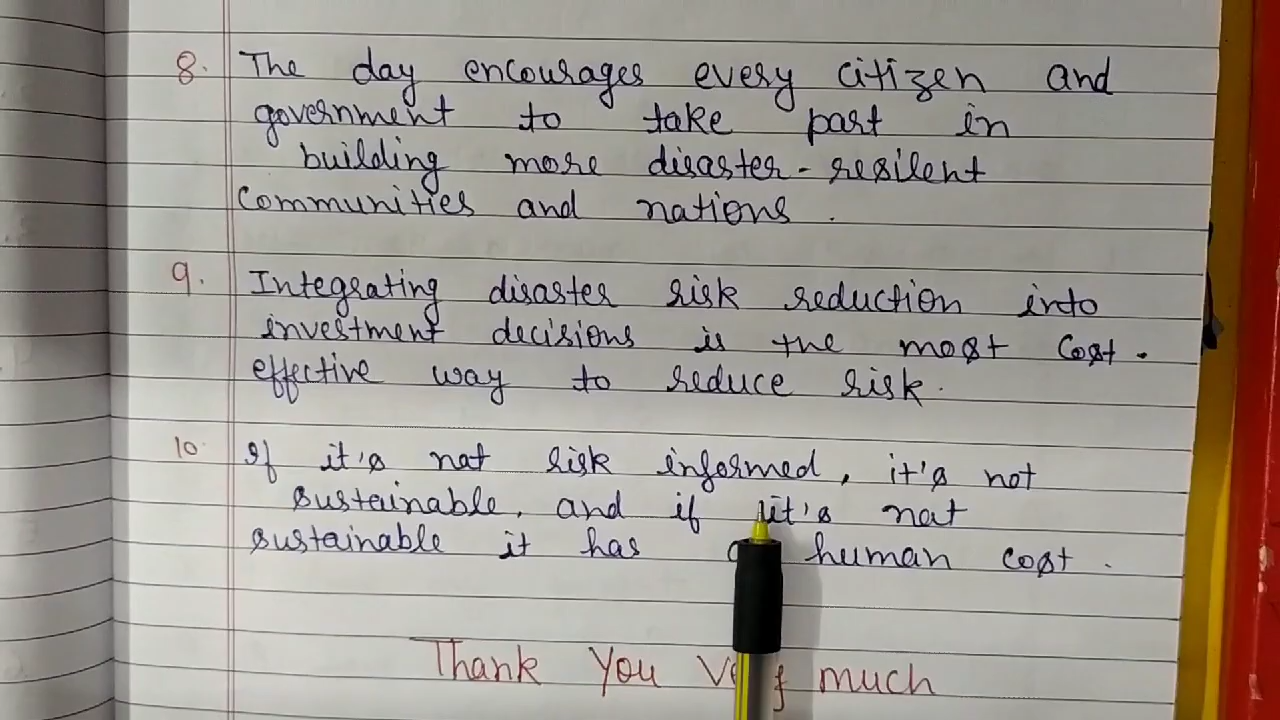 8. The day encourages every citizen and
government to take part in
building more disaster-resilent
communities and nations.
9. Integrating disaster risk reduction into
investment decisions is the most cost-
effective way to reduce risk.
10. If it's not risk informed, it's not
sustainable, and if it's not
sustainable it has human cost.
Thank You much